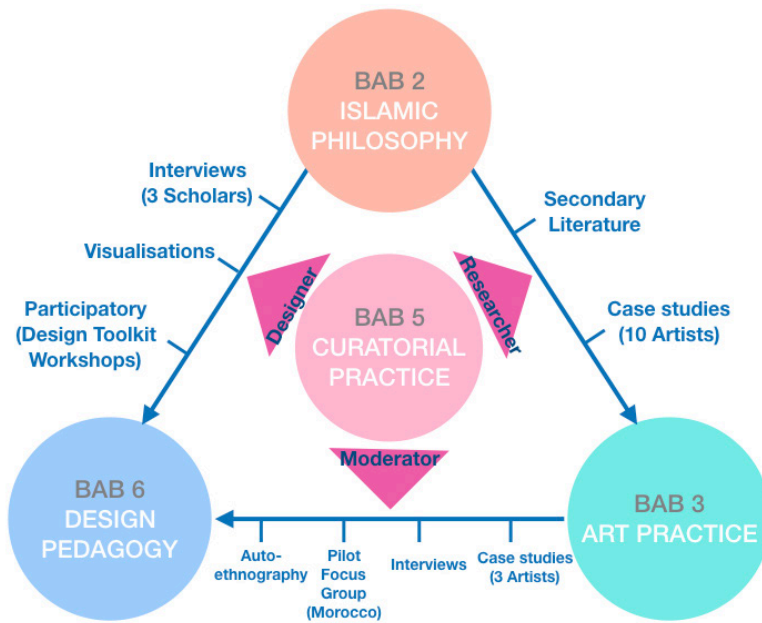 BAB 2
ISLAMIC
PHILOSOPHY
Interviews
(3 Scholars)
Visualisations
Participatory
(Design Toolkit
Workshops)
Secondary
Literature
Case studies
(10 Artists)
Designer
Researcher
BAB 5
CURATORIAL
PRACTICE
Moderator
BAB 6
DESIGN
PEDAGOGY
BAB 3
ART PRACTICE
Auto-
ethnography
Pilot
Focus
Group
(Morocco)
Interviews
Case studies
(3 Artists)